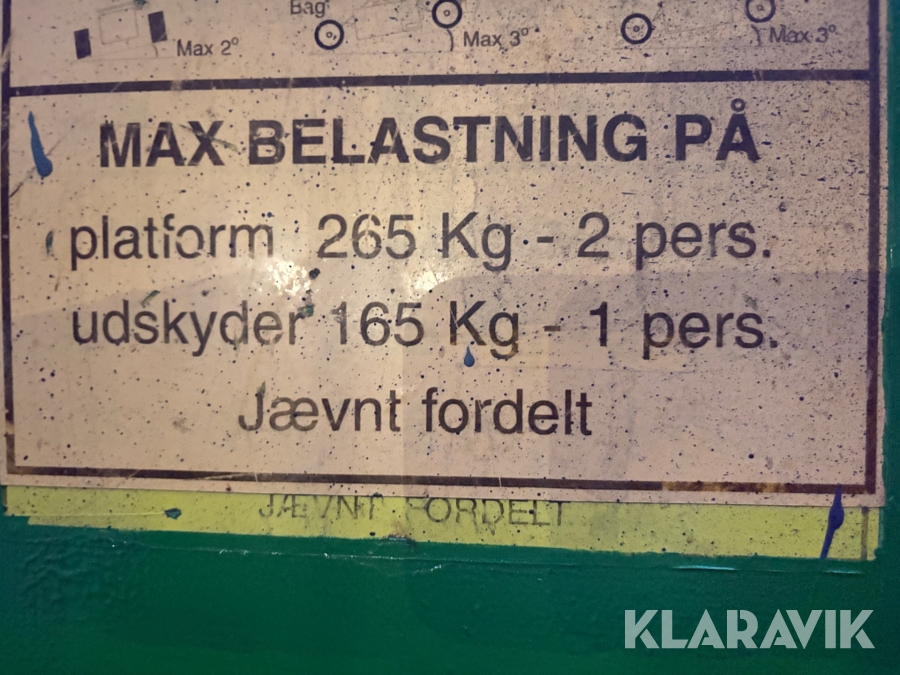 Bag
Max 2° Max 3° Max 3°
MAX BELASTNING PÅ
platform 265 Kg - 2 pers.
udskyder 165 Kg - 1 pers.
Jævnt fordelt
JÆVNT FORDELT
KLARAVIK